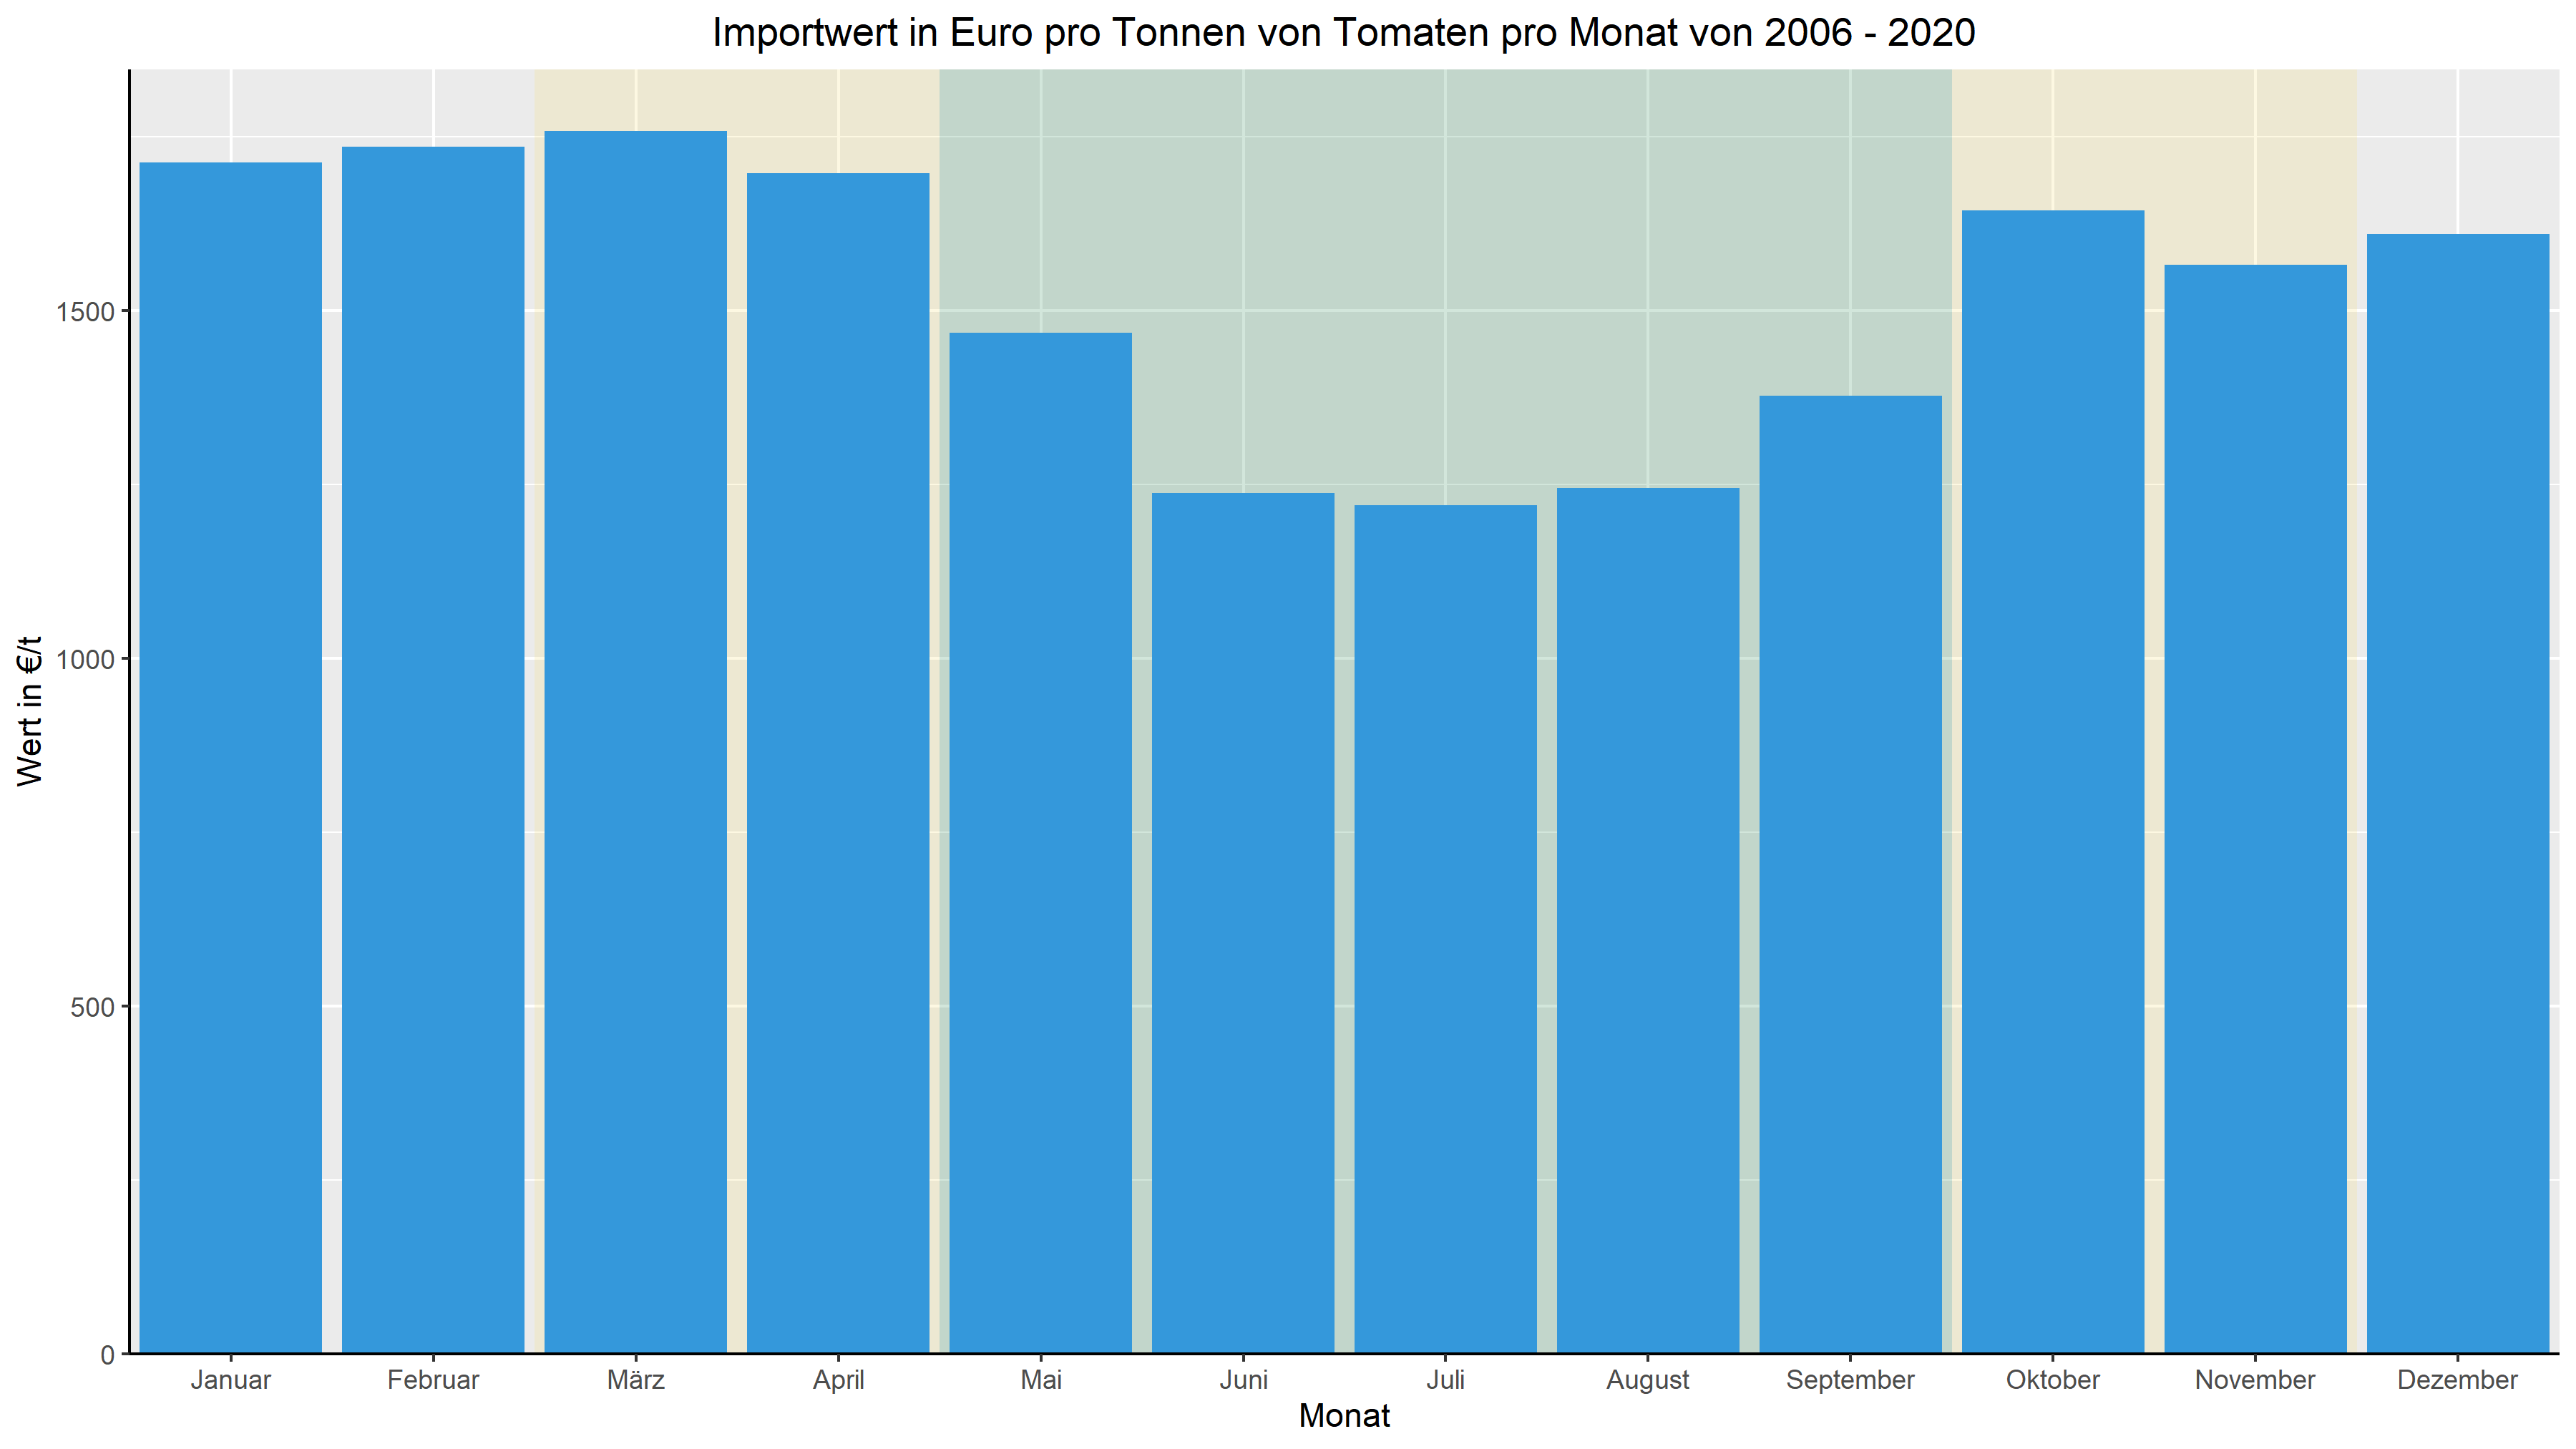 Importwert in Euro pro Tonnen von Tomaten pro Monat von 2006 - 2020
Wert in €/t
1500
1000
500
0
Januar Februar März April Mai Juni Juli August September Oktober November Dezember
Monat